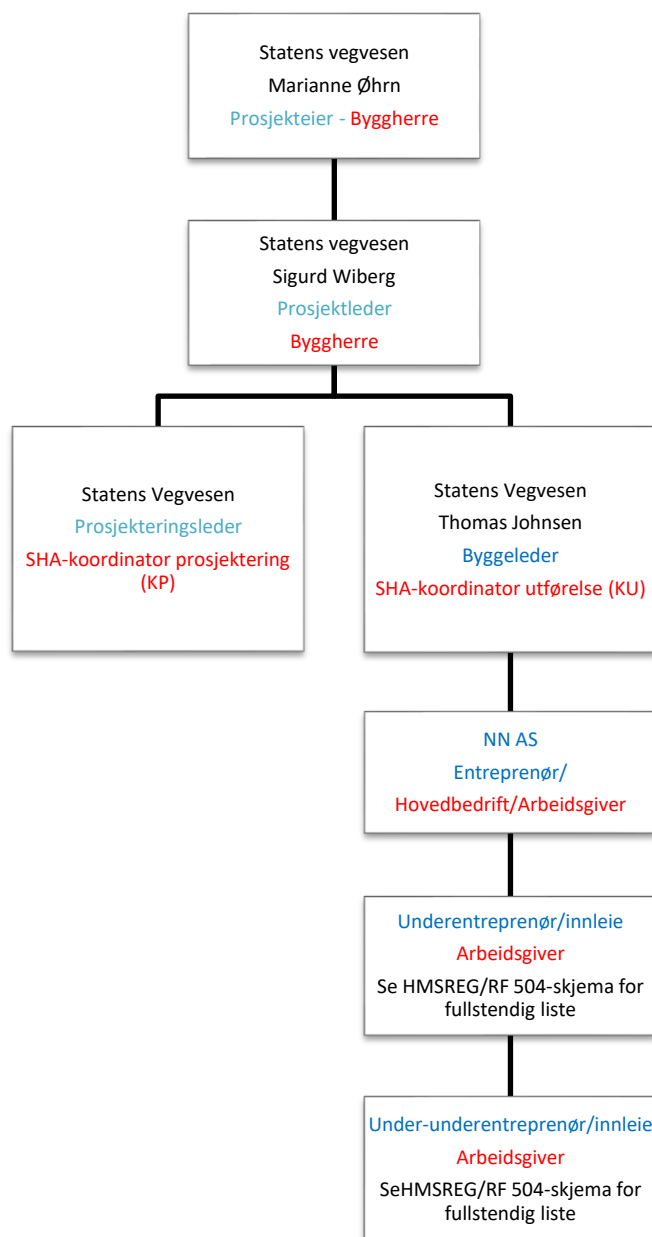 Statens vegvesen
Marianne Øhrn
Prosjekteier - Byggherre
Statens vegvesen
Sigurd Wiberg
Prosjektleder
Byggherre
Statens Vegvesen
Prosjekteringsleder
SHA-koordinator prosjektering
(KP)
Statens Vegvesen
Thomas Johnsen
Byggeleder
SHA-koordinator utførelse (KU)
NN AS
Entreprenør/
Hovedbedrift/Arbeidsgiver
Underentreprenør/innleie
Arbeidsgiver
Se HMSREG/RF 504-skjema for
fullstendig liste
Under-underentreprenør/innleie
Arbeidsgiver
SeHMSREG/RF 504-skjema for
fullstendig liste